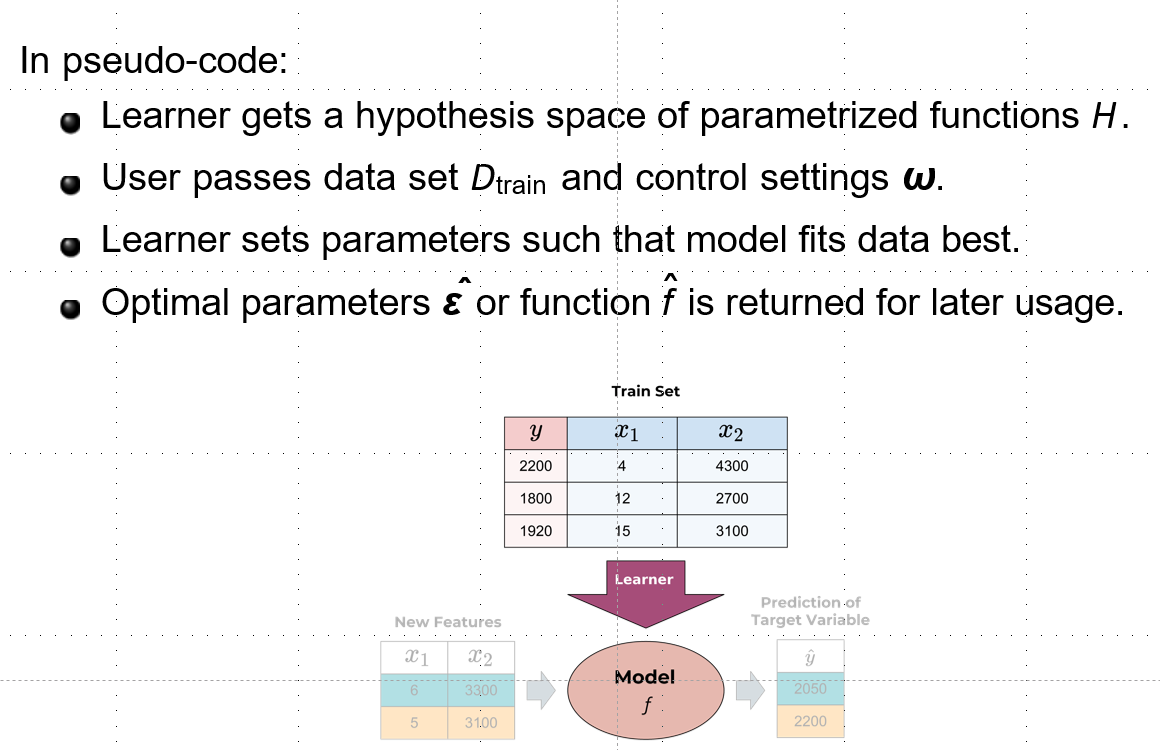 In pseudo-code:
Learner gets a hypothesis space of parametrized functions H.
User passes data set D_train and control settings ω.
Learner sets parameters such that model fits data best.
Optimal parameters ε̂ or function f̂ is returned for later usage.
Train Set
y x₁ x₂
2200 4 4300
1800 12 2700
1920 15 3100
Learner
New Features
x₁ x₂
6 3300
5 3100
Model
f
Prediction of
Target Variable
ŷ
2050
2200